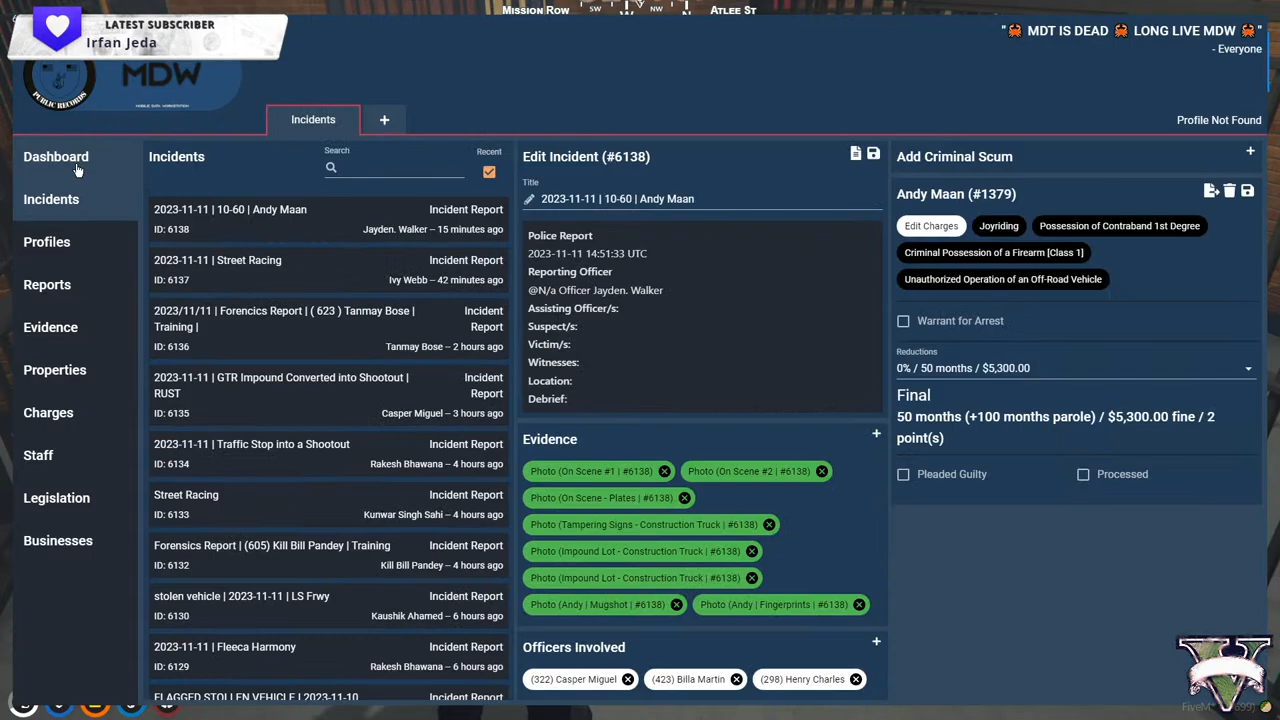 MISSION ROW SW NW ATLEE ST
LATEST SUBSCRIBER
Irfan Jeda
" 🦀 MDT IS DEAD 🦀 LONG LIVE MDW 🦀 "
- Everyone
MDW
PUBLIC RECORDS
MOBILE DATA WORKSTATION
Incidents
+
Profile Not Found
Dashboard
Incidents
Profiles
Reports
Evidence
Properties
Charges
Staff
Legislation
Businesses
Incidents
Search
Recent
2023-11-11 | 10-60 | Andy Maan Incident Report
ID: 6138 Jayden. Walker – 15 minutes ago
2023-11-11 | Street Racing Incident Report
ID: 6137 Ivy Webb – 42 minutes ago
2023/11/11 | Forencics Report | ( 623 ) Tanmay Bose | Incident
Training | Report
ID: 6136 Tanmay Bose – 2 hours ago
2023-11-11 | GTR Impound Converted into Shootout | Incident
RUST Report
ID: 6135 Casper Miguel – 3 hours ago
2023-11-11 | Traffic Stop into a Shootout Incident Report
ID: 6134 Rakesh Bhawana – 4 hours ago
Street Racing Incident Report
ID: 6133 Kunwar Singh Sahi – 4 hours ago
Forensics Report | (605) Kill Bill Pandey | Training Incident Report
ID: 6132 Kill Bill Pandey – 4 hours ago
stolen vehicle | 2023-11-11 | LS Frwy Incident Report
ID: 6130 Kaushik Ahamed – 6 hours ago
2023-11-11 | Fleeca Harmony Incident Report
ID: 6129 Rakesh Bhawana – 6 hours ago
FLAGGED STOLLEN VEHICLE | 2023-11-10 Incident
Edit Incident (#6138)
Title
2023-11-11 | 10-60 | Andy Maan
Police Report
2023-11-11 14:51:33 UTC
Reporting Officer
@N/a Officer Jayden. Walker
Assisting Officer/s:
Suspect/s:
Victim/s:
Witnesses:
Location:
Debrief:
Evidence +
Photo (On Scene #1 | #6138) Photo (On Scene #2 | #6138)
Photo (On Scene - Plates | #6138)
Photo (Tampering Signs - Construction Truck | #6138)
Photo (Impound Lot - Construction Truck | #6138)
Photo (Impound Lot - Construction Truck | #6138)
Photo (Andy | Mugshot | #6138) Photo (Andy | Fingerprints | #6138)
Officers Involved +
(322) Casper Miguel (423) Billa Martin (298) Henry Charles
Add Criminal Scum +
Andy Maan (#1379)
Edit Charges Joyriding Possession of Contraband 1st Degree
Criminal Possession of a Firearm [Class 1]
Unauthorized Operation of an Off-Road Vehicle
Warrant for Arrest
Reductions
0% / 50 months / $5,300.00
Final
50 months (+100 months parole) / $5,300.00 fine / 2
point(s)
Pleaded Guilty Processed